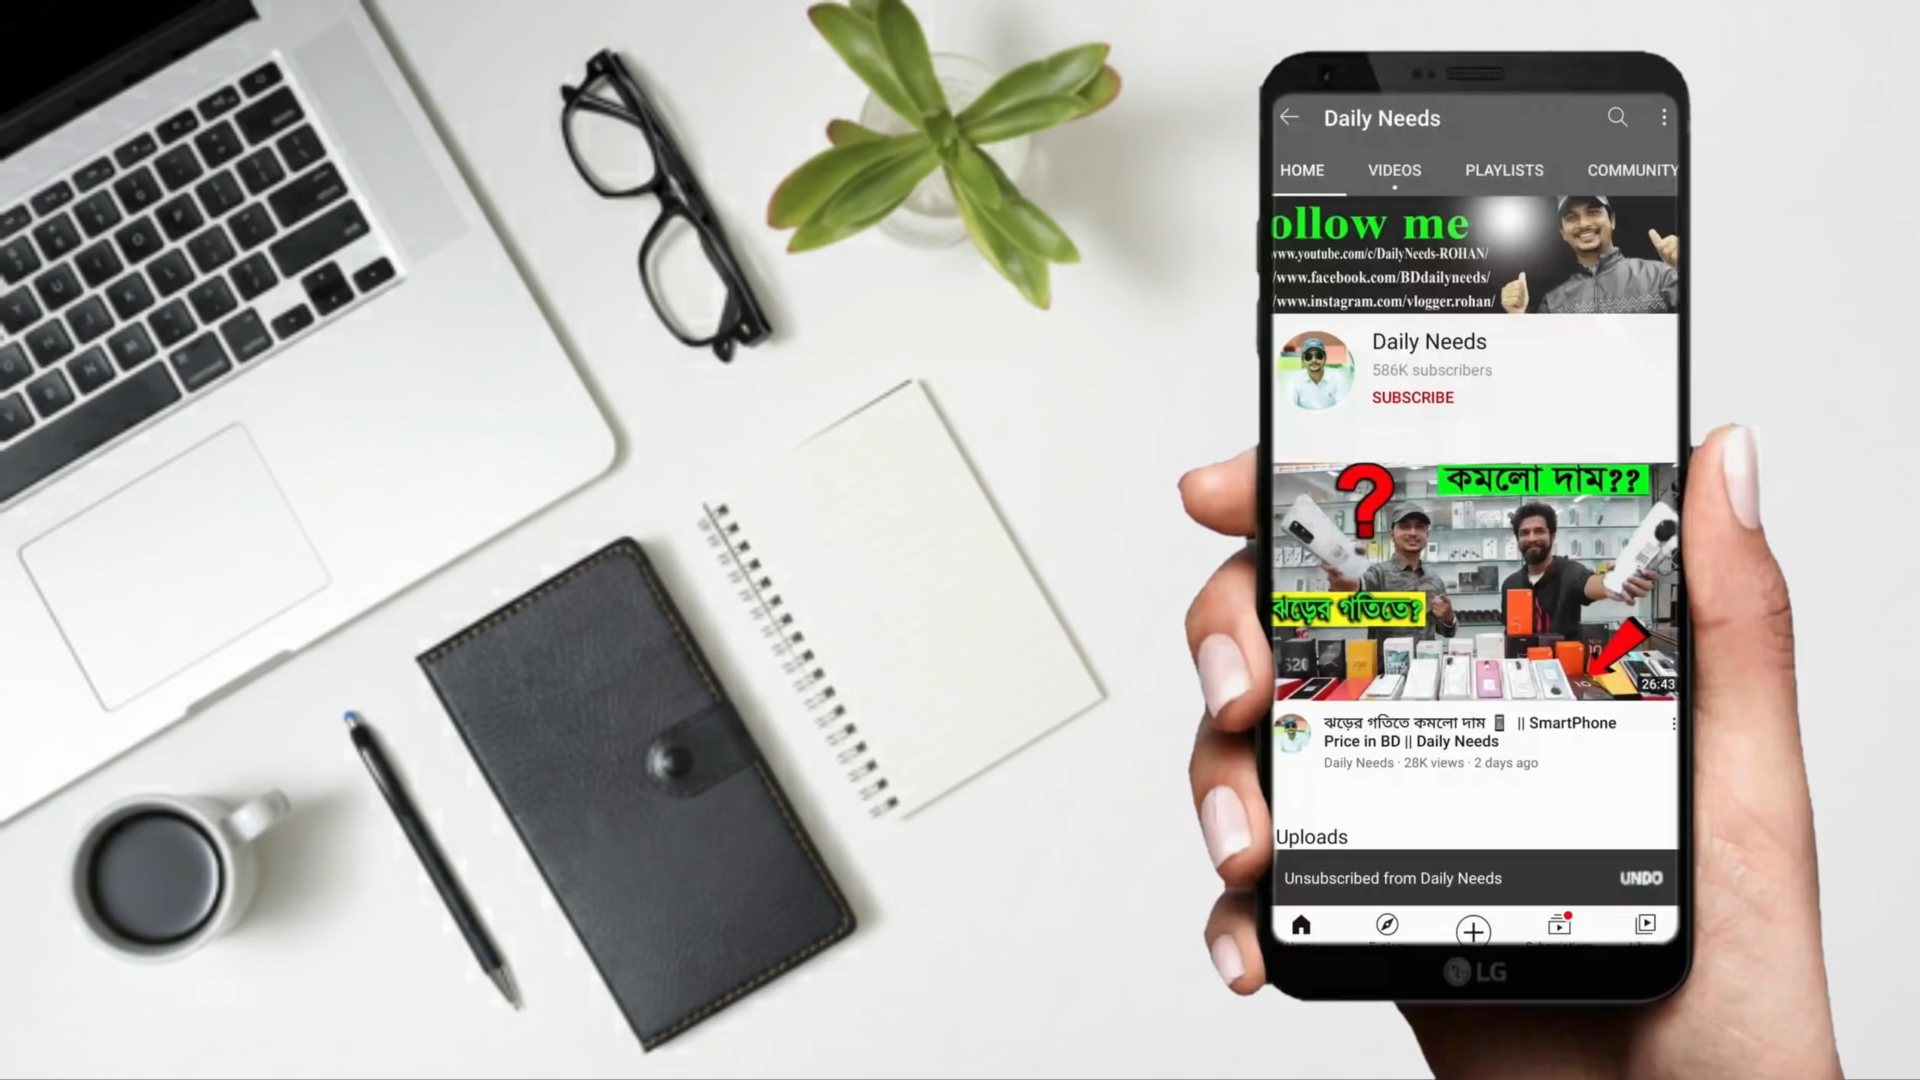 Daily Needs
HOME VIDEOS PLAYLISTS COMMUNITY
ollow me
www.youtube.com/c/DailyNeeds-ROHAN/
/www.facebook.com/BDdailyneeds/
/www.instagram.com/vlogger.rohan/
Daily Needs
586K subscribers
SUBSCRIBE
কমলো দাম??
?
ঝড়ের গতিতে?
26:43
ঝড়ের গতিতে কমলো দাম 📱 || SmartPhone
Price in BD || Daily Needs
Daily Needs · 28K views · 2 days ago
Uploads
Unsubscribed from Daily Needs UNDO
LG